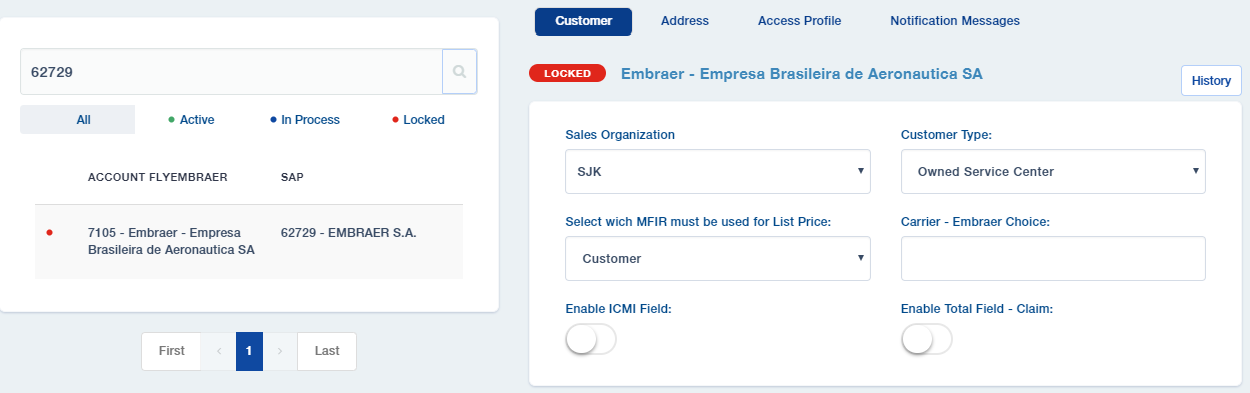 62729
All
Active
In Process
Locked
ACCOUNT FLYEMBRAER
SAP
7105 - Embraer - Empresa
Brasileira de Aeronautica SA
62729 - EMBRAER S.A.
First
‹
1
›
Last
Customer
Address
Access Profile
Notification Messages
LOCKED
Embraer - Empresa Brasileira de Aeronautica SA
History
Sales Organization
Customer Type:
SJK
Owned Service Center
Select wich MFIR must be used for List Price:
Carrier - Embraer Choice:
Customer
Enable ICMI Field:
Enable Total Field - Claim: